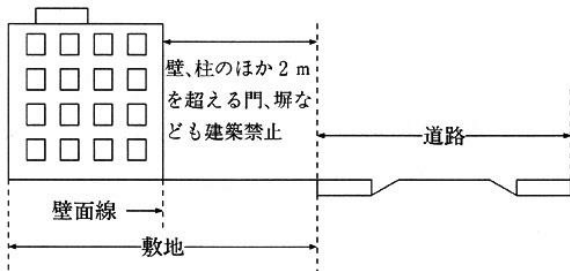 壁、柱のほか2m
を超える門、塀な
ども建築禁止
道路
壁面線
敷地